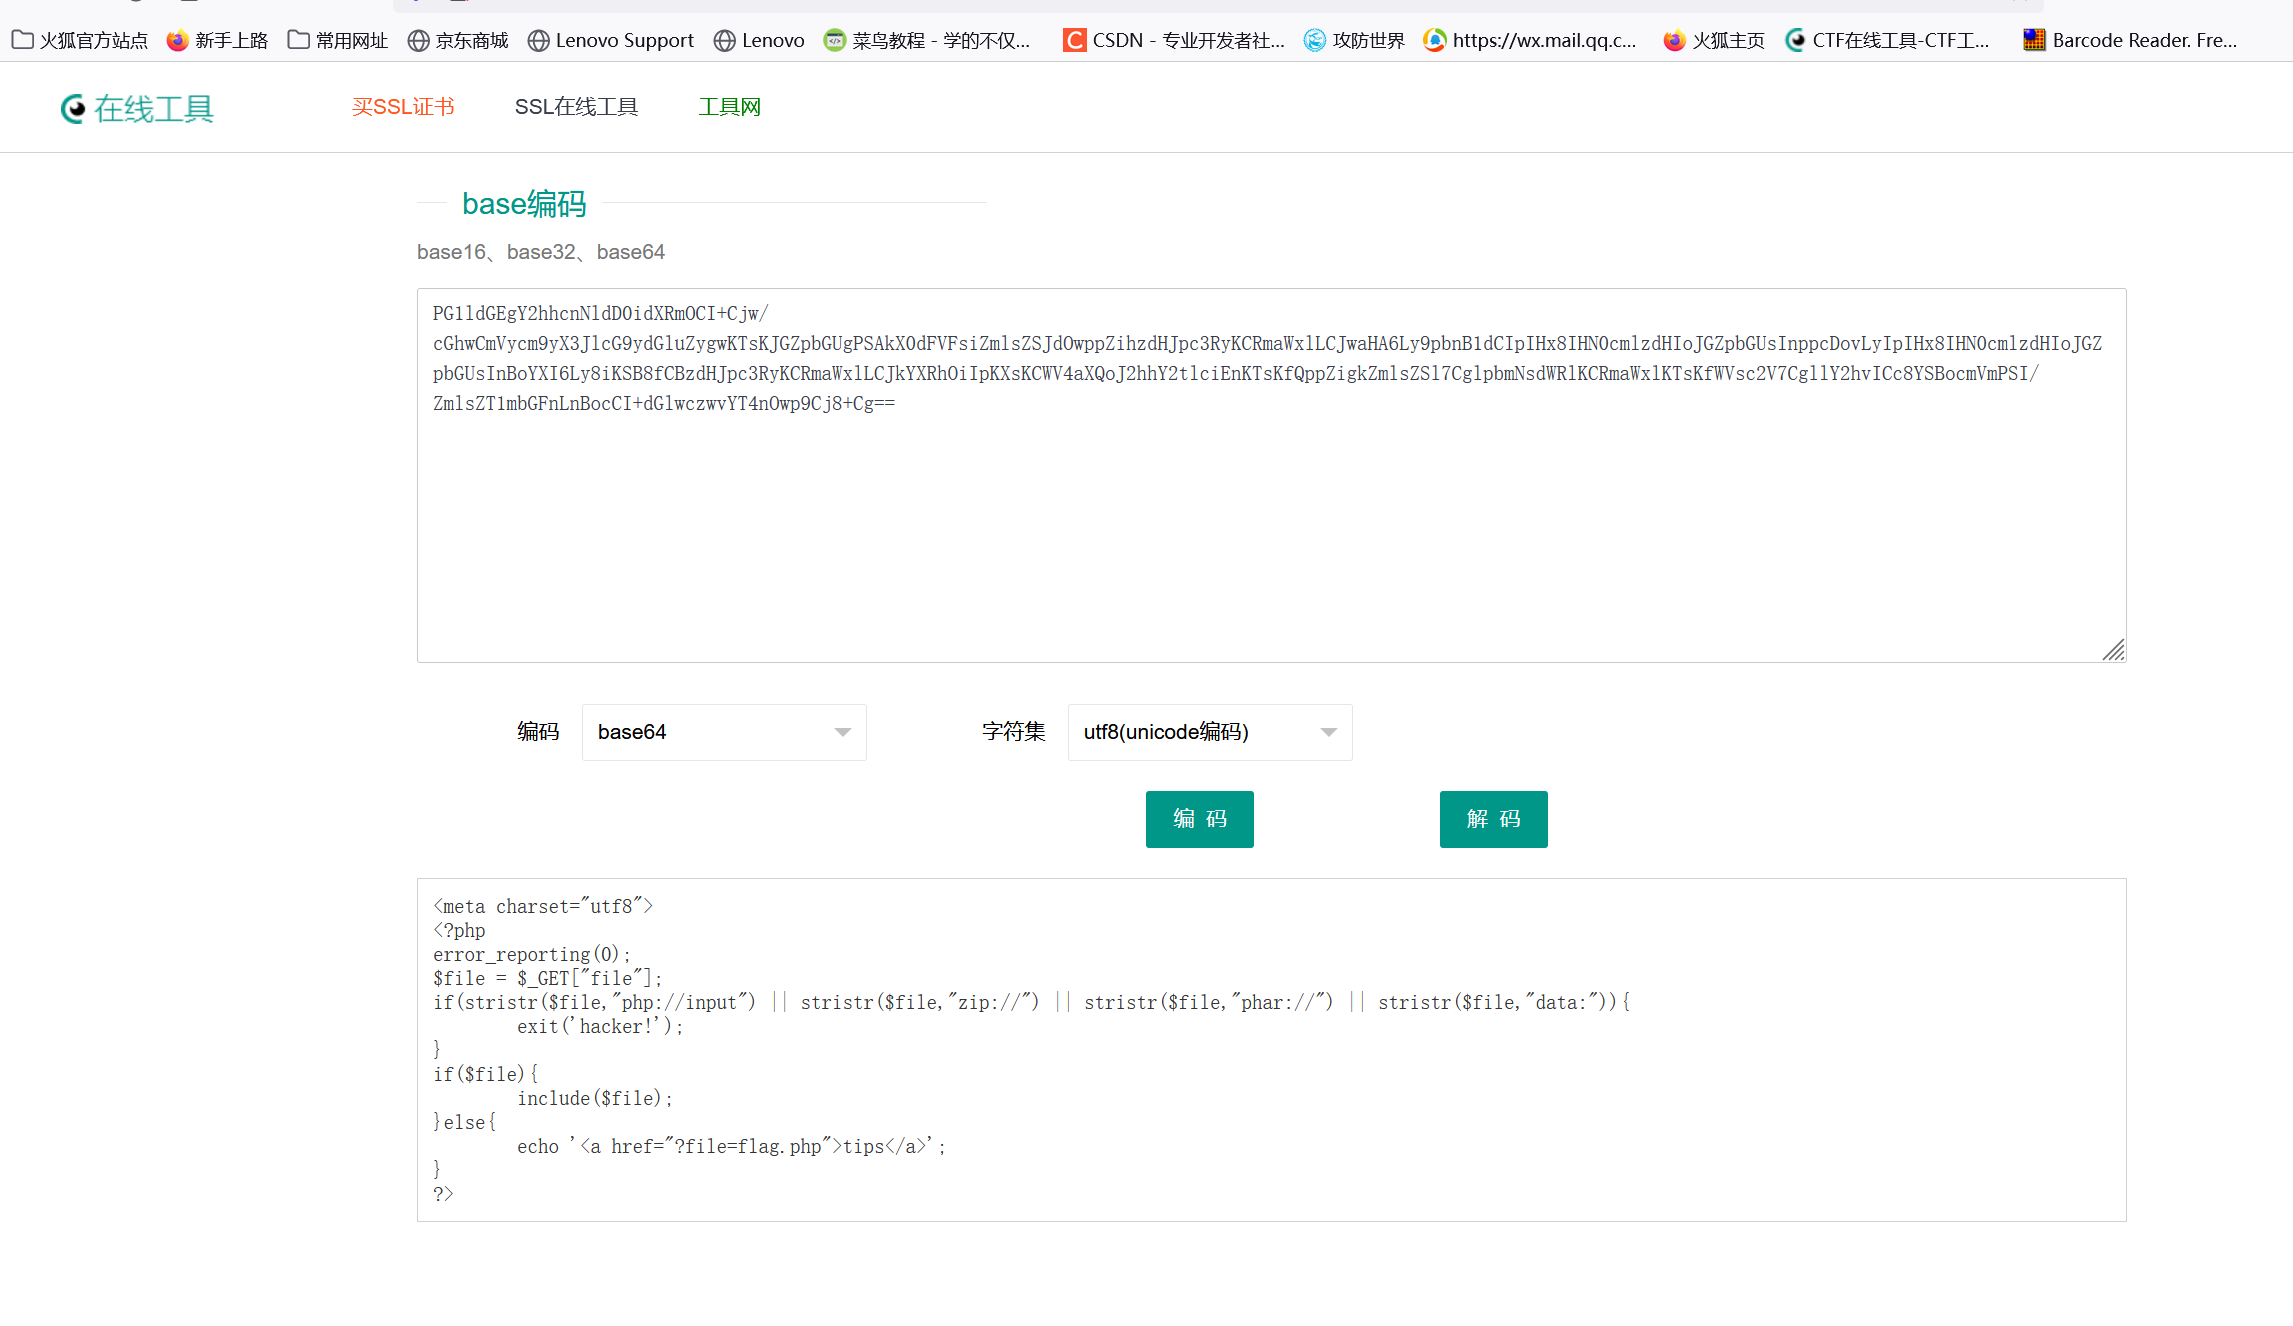 火狐官方站点 新手上路 常用网址 京东商城 Lenovo Support Lenovo 菜鸟教程 - 学的不仅... CSDN - 专业开发者社... 攻防世界 https://wx.mail.qq.c... 火狐主页 CTF在线工具-CTF工... Barcode Reader. Fre...
在线工具 买SSL证书 SSL在线工具 工具网
base编码
base16、base32、base64
PG1ldGEgY2hhcnNldD0idXRmOCI+Cjw/
cGhwCmVycm9yX3JlcG9ydGluZygwKTsKJGZpbGUgPSAkX0dFVFsiZmlsZSJdOwppZihzdHJpc3RyKCRmaWxlLCJwaHA6Ly9pbnB1dCIpIHx8IHN0cmlzdHIoJGZpbGUsInppcDovLyIpIHx8IHN0cmlzdHIoJGZ
pbGUsInBoYXI6Ly8iKSB8fCBzdHJpc3RyKCRmaWxlLCJkYXRhOiIpKXsKCWV4aXQoJ2hhY2tlciEnKTsKfQppZigkZmlsZSl7CglpbmNsdWRlKCRmaWxlKTsKfWVsc2V7CgllY2hvICc8YSBocmVmPSI/
ZmlsZT1mbGFnLnBocCI+dGlwczwvYT4nOwp9Cj8+Cg==
编码 base64 字符集 utf8(unicode编码)
编 码 解 码
<meta charset="utf8">
<?php
error_reporting(0);
$file = $_GET["file"];
if(stristr($file,"php://input") || stristr($file,"zip://") || stristr($file,"phar://") || stristr($file,"data:")){
exit('hacker!');
}
if($file){
include($file);
}else{
echo '<a href="?file=flag.php">tips</a>';
}
?>